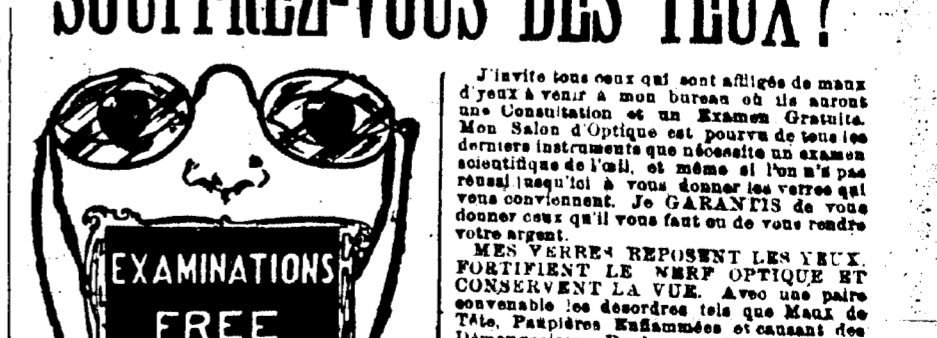 SOUFFREZ-VOUS DES YEUX?
J'invite tous ceux qui sont affligés de maux
d'yeux à venir à mon bureau où ils auront
une Consultation et un Examen Gratuits.
Mon Salon d'Optique est pourvu de tous les
derniers instruments que nécessite un examen
scientifique de l'œil, et même si l'on n'a pas
réussi jusqu'ici à vous donner les verres qui
vous conviennent. Je GARANTIS de vous
donner ceux qu'il vous faut ou de vous rendre
votre argent.
MES VERRES REPOSENT LES YEUX,
FORTIFIENT LE NERF OPTIQUE ET
CONSERVENT LA VUE. Avec une paire
convenable les désordres tels que Maux de
Tête, Paupières Enflammées et causant des
EXAMINATIONS
FREE